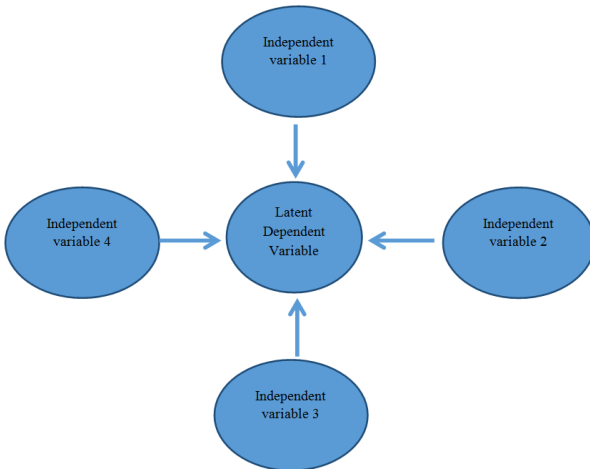 Independent
variable 1
Independent
variable 4
Latent
Dependent
Variable
Independent
variable 2
Independent
variable 3